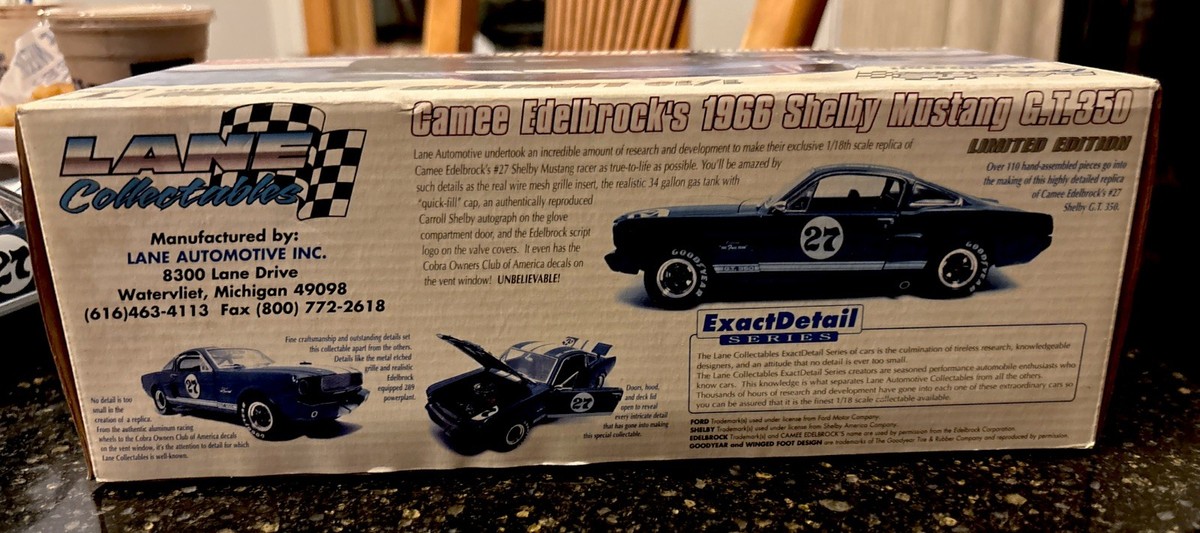 LANE
Collectables
Manufactured by:
LANE AUTOMOTIVE INC.
8300 Lane Drive
Watervliet, Michigan 49098
(616)463-4113 Fax (800) 772-2618
Camee Edelbrock's 1966 Shelby Mustang G.T.350
Lane Automotive undertook an incredible amount of research and development to make their exclusive 1/18th scale replica of
Camee Edelbrock's #27 Shelby Mustang racer as true-to-life as possible. You'll be amazed by
such details as the real wire mesh grille insert, the realistic 34 gallon gas tank with
"quick-fill" cap, an authentically reproduced
Carroll Shelby autograph on the glove
compartment door, and the Edelbrock script
logo on the valve covers. It even has the
Cobra Owners Club of America decals on
the vent window! UNBELIEVABLE!
LIMITED EDITION
Over 110 hand-assembled pieces go into
the making of this highly detailed replica
of Camee Edelbrock's #27
Shelby G.T. 350.
27
GOODYEAR
GOODYEAR
G.T. 350
Fine craftsmanship and outstanding details set
this collectable apart from the others.
Details like the metal etched
grille and realistic
Edelbrock
equipped 289
powerplant.
27
No detail is too
small in the
creation of a replica.
From the authentic aluminum racing
wheels to the Cobra Owners Club of America decals
on the vent window, it's the attention to detail for which
Lane Collectables is well-known.
27
Doors, hood,
and deck lid
open to reveal
every intricate detail
that has gone into making
this special collectable.
ExactDetail
SERIES
The Lane Collectables ExactDetail Series of cars is the culmination of tireless research, knowledgeable
designers, and an attitude that no detail is ever too small.
The Lane Collectables ExactDetail Series creators are seasoned performance automobile enthusiasts who
know cars. This knowledge is what separates Lane Automotive Collectables from all the others.
Thousands of hours of research and development have gone into each one of these extraordinary cars so
you can be assured that it is the finest 1/18 scale collectable available.
FORD Trademark(s) used under license from Ford Motor Company.
SHELBY Trademark(s) used under license from Shelby America Company.
EDELBROCK Trademark(s) and CAMEE EDELBROCK'S name are used by permission from the Edelbrock Corporation.
GOODYEAR and WINGED FOOT DESIGN are trademarks of The Goodyear Tire & Rubber Company and reproduced by permission.
27